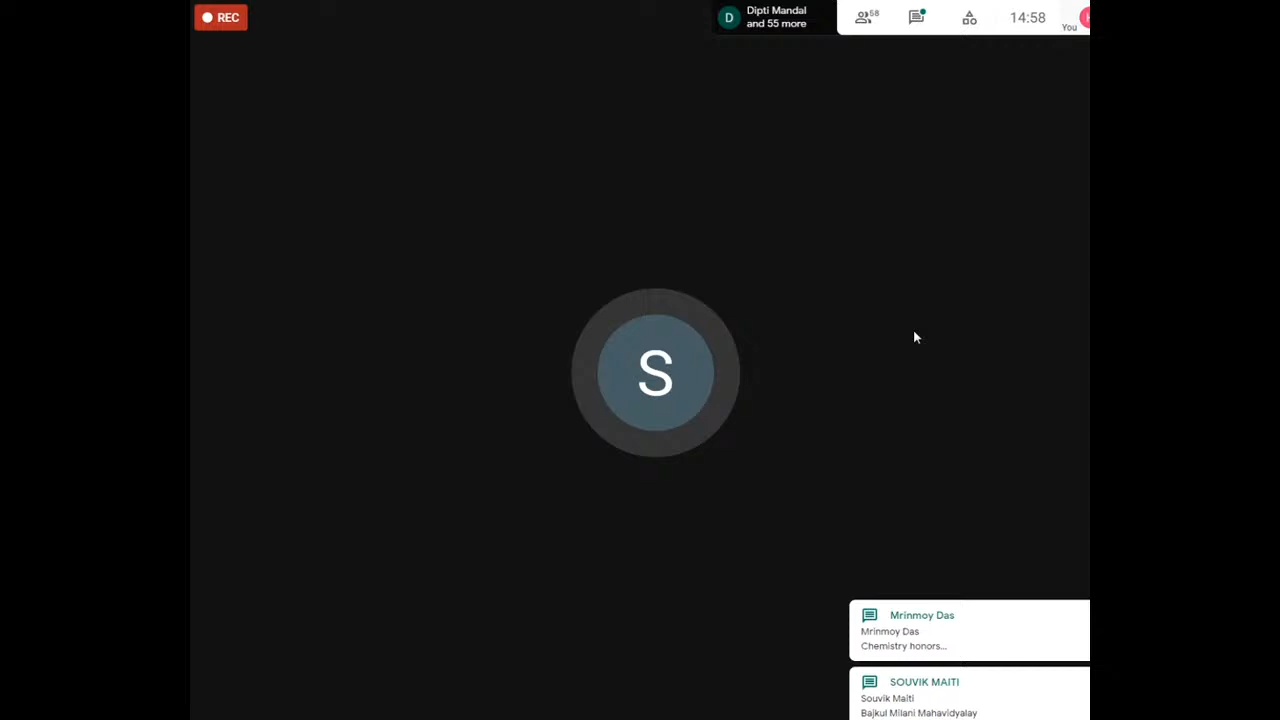 REC
D
Dipti Mandal
and 55 more
58
14:58
You
S
Mrinmoy Das
Mrinmoy Das
Chemistry honors...
SOUVIK MAITI
Souvik Maiti
Bajkul Milani Mahavidyalay